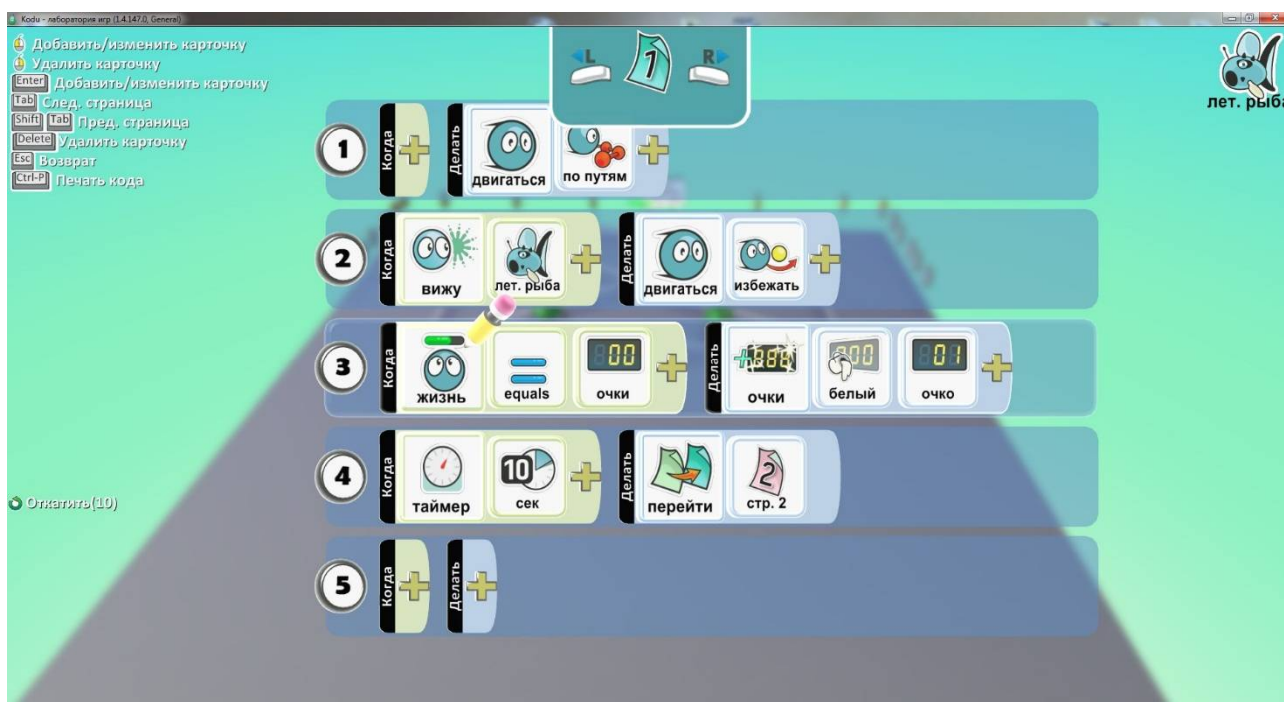 Kodu - лаборатория игр (1.4.147.0, General)
Добавить/изменить карточку
Удалить карточку
Enter Добавить/изменить карточку
Tab След. страница
Shift Tab Пред. страница
Delete Удалить карточку
Esc Возврат
Ctrl-P Печать кода
L 1 R
лет. рыба
1 Когда Делать двигаться по путям
2 Когда вижу лет. рыба Делать двигаться избежать
3 Когда жизнь equals 00 очки Делать очки 000 белый 01 очко
4 Когда таймер 10 сек Делать перейти 2 стр. 2
5 Когда Делать
Откатить(10)